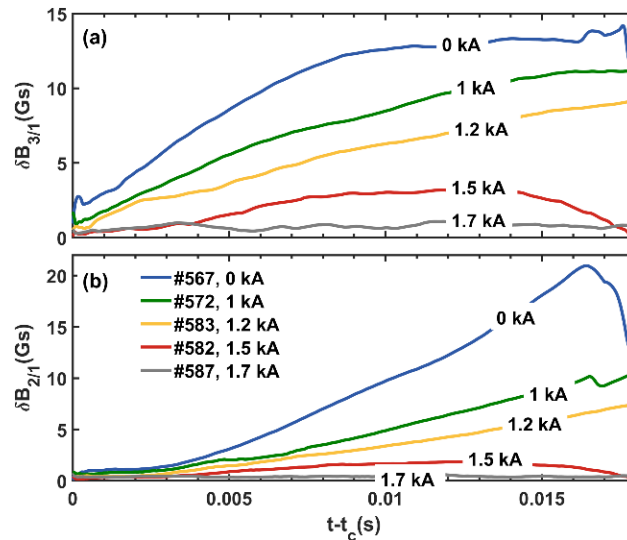 15
(a)
0 kA
10
1 kA
1.2 kA
5
1.5 kA
1.7 kA
0
δB3/1(Gs)
(b)
#567, 0 kA
#572, 1 kA
#583, 1.2 kA
#582, 1.5 kA
#587, 1.7 kA
20
15
0 kA
10
1 kA
1.2 kA
5
1.5 kA
1.7 kA
0
δB2/1(Gs)
0 0.005 0.01 0.015
t-tc(s)